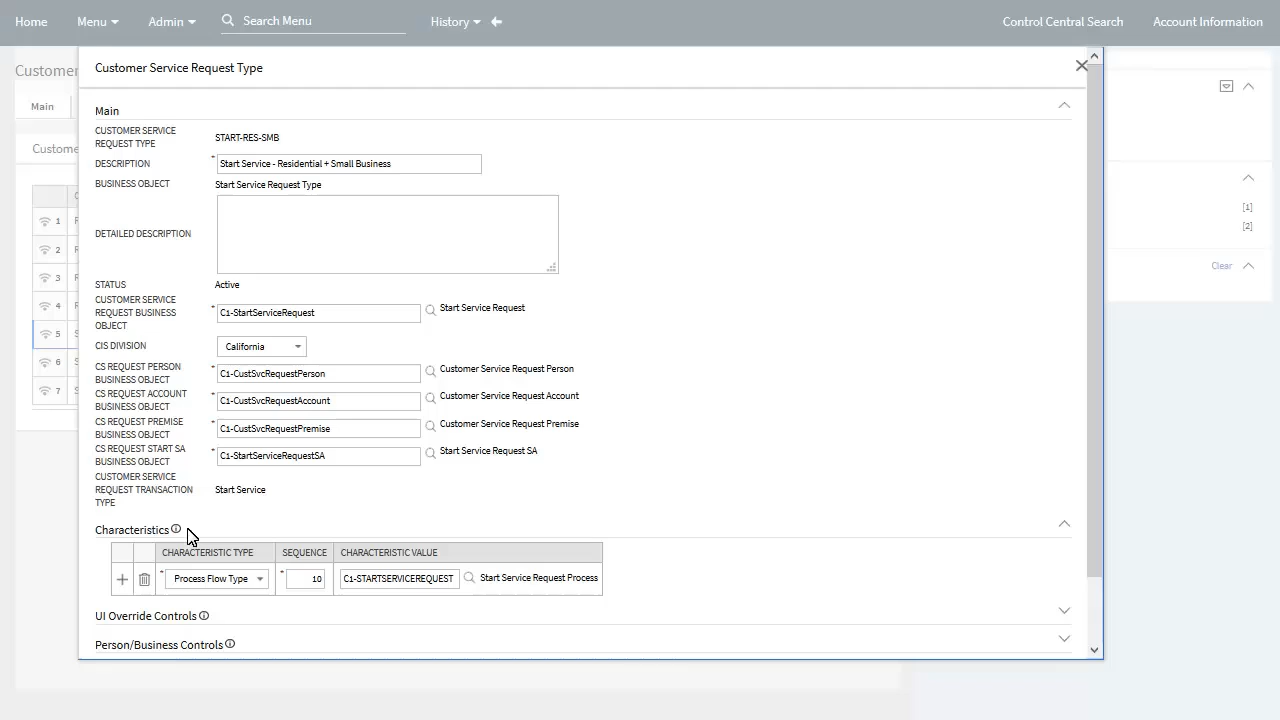 Home
Menu
Admin
Search Menu
History
Control Central Search
Account Information
Customer
Main
Custome
1
2
3
4
5
6
7
[1]
[2]
Clear
Customer Service Request Type
Main
CUSTOMER SERVICE
REQUEST TYPE
START-RES-SMB
DESCRIPTION
* Start Service - Residential + Small Business
BUSINESS OBJECT
Start Service Request Type
DETAILED DESCRIPTION
STATUS
Active
CUSTOMER SERVICE
REQUEST BUSINESS
OBJECT
* C1-StartServiceRequest
Start Service Request
CIS DIVISION
California
CS REQUEST PERSON
BUSINESS OBJECT
* C1-CustSvcRequestPerson
Customer Service Request Person
CS REQUEST ACCOUNT
BUSINESS OBJECT
* C1-CustSvcRequestAccount
Customer Service Request Account
CS REQUEST PREMISE
BUSINESS OBJECT
* C1-CustSvcRequestPremise
Customer Service Request Premise
CS REQUEST START SA
BUSINESS OBJECT
* C1-StartServiceRequestSA
Start Service Request SA
CUSTOMER SERVICE
REQUEST TRANSACTION
TYPE
Start Service
Characteristics
CHARACTERISTIC TYPE
SEQUENCE
CHARACTERISTIC VALUE
* Process Flow Type
* 10
C1-STARTSERVICEREQUEST
Start Service Request Process
UI Override Controls
Person/Business Controls